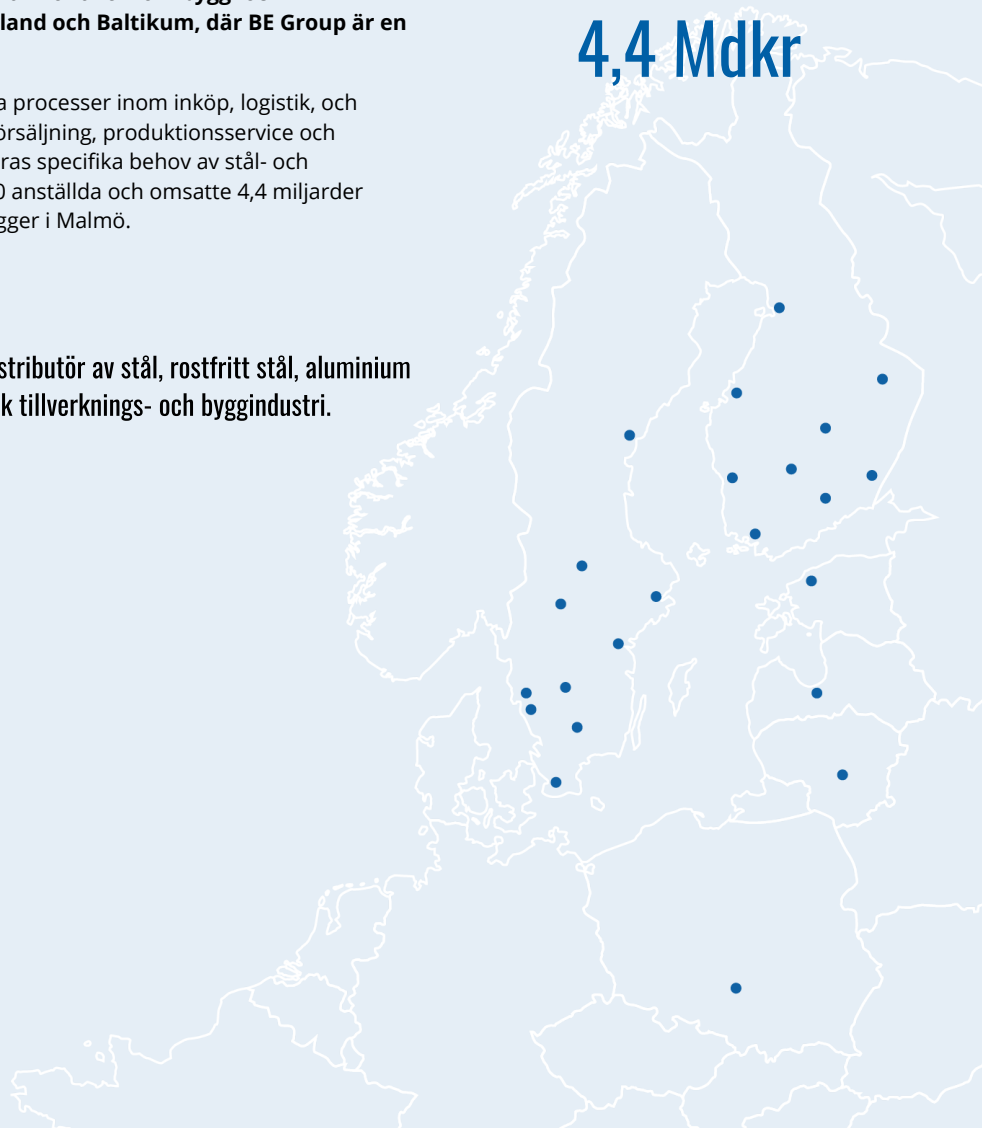 land och Baltikum, där BE Group är en
4,4 Mdkr
a processer inom inköp, logistik, och
örsäljning, produktionsservice och
ras specifika behov av stål- och
0 anställda och omsatte 4,4 miljarder
gger i Malmö.
stributör av stål, rostfritt stål, aluminium
k tillverknings- och byggindustri.